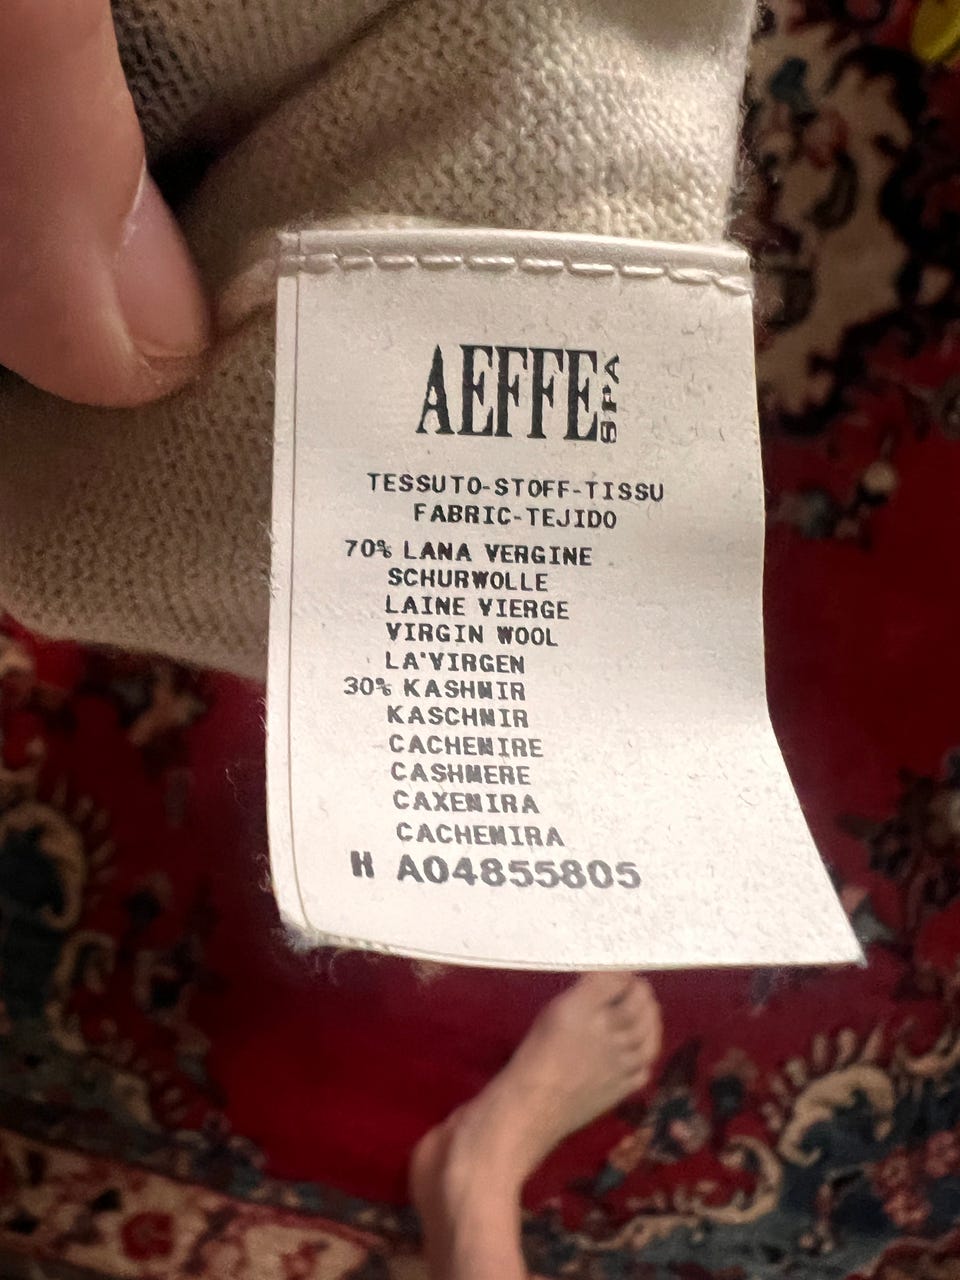 AEFFE SPA
TESSUTO-STOFF-TISSU
FABRIC-TEJIDO
70% LANA VERGINE
SCHURWOLLE
LAINE VIERGE
VIRGIN WOOL
LA'VIRGEN
30% KASHMIR
KASCHMIR
CACHEMIRE
CASHMERE
CAXEMIRA
CACHEMIRA
H A04855805